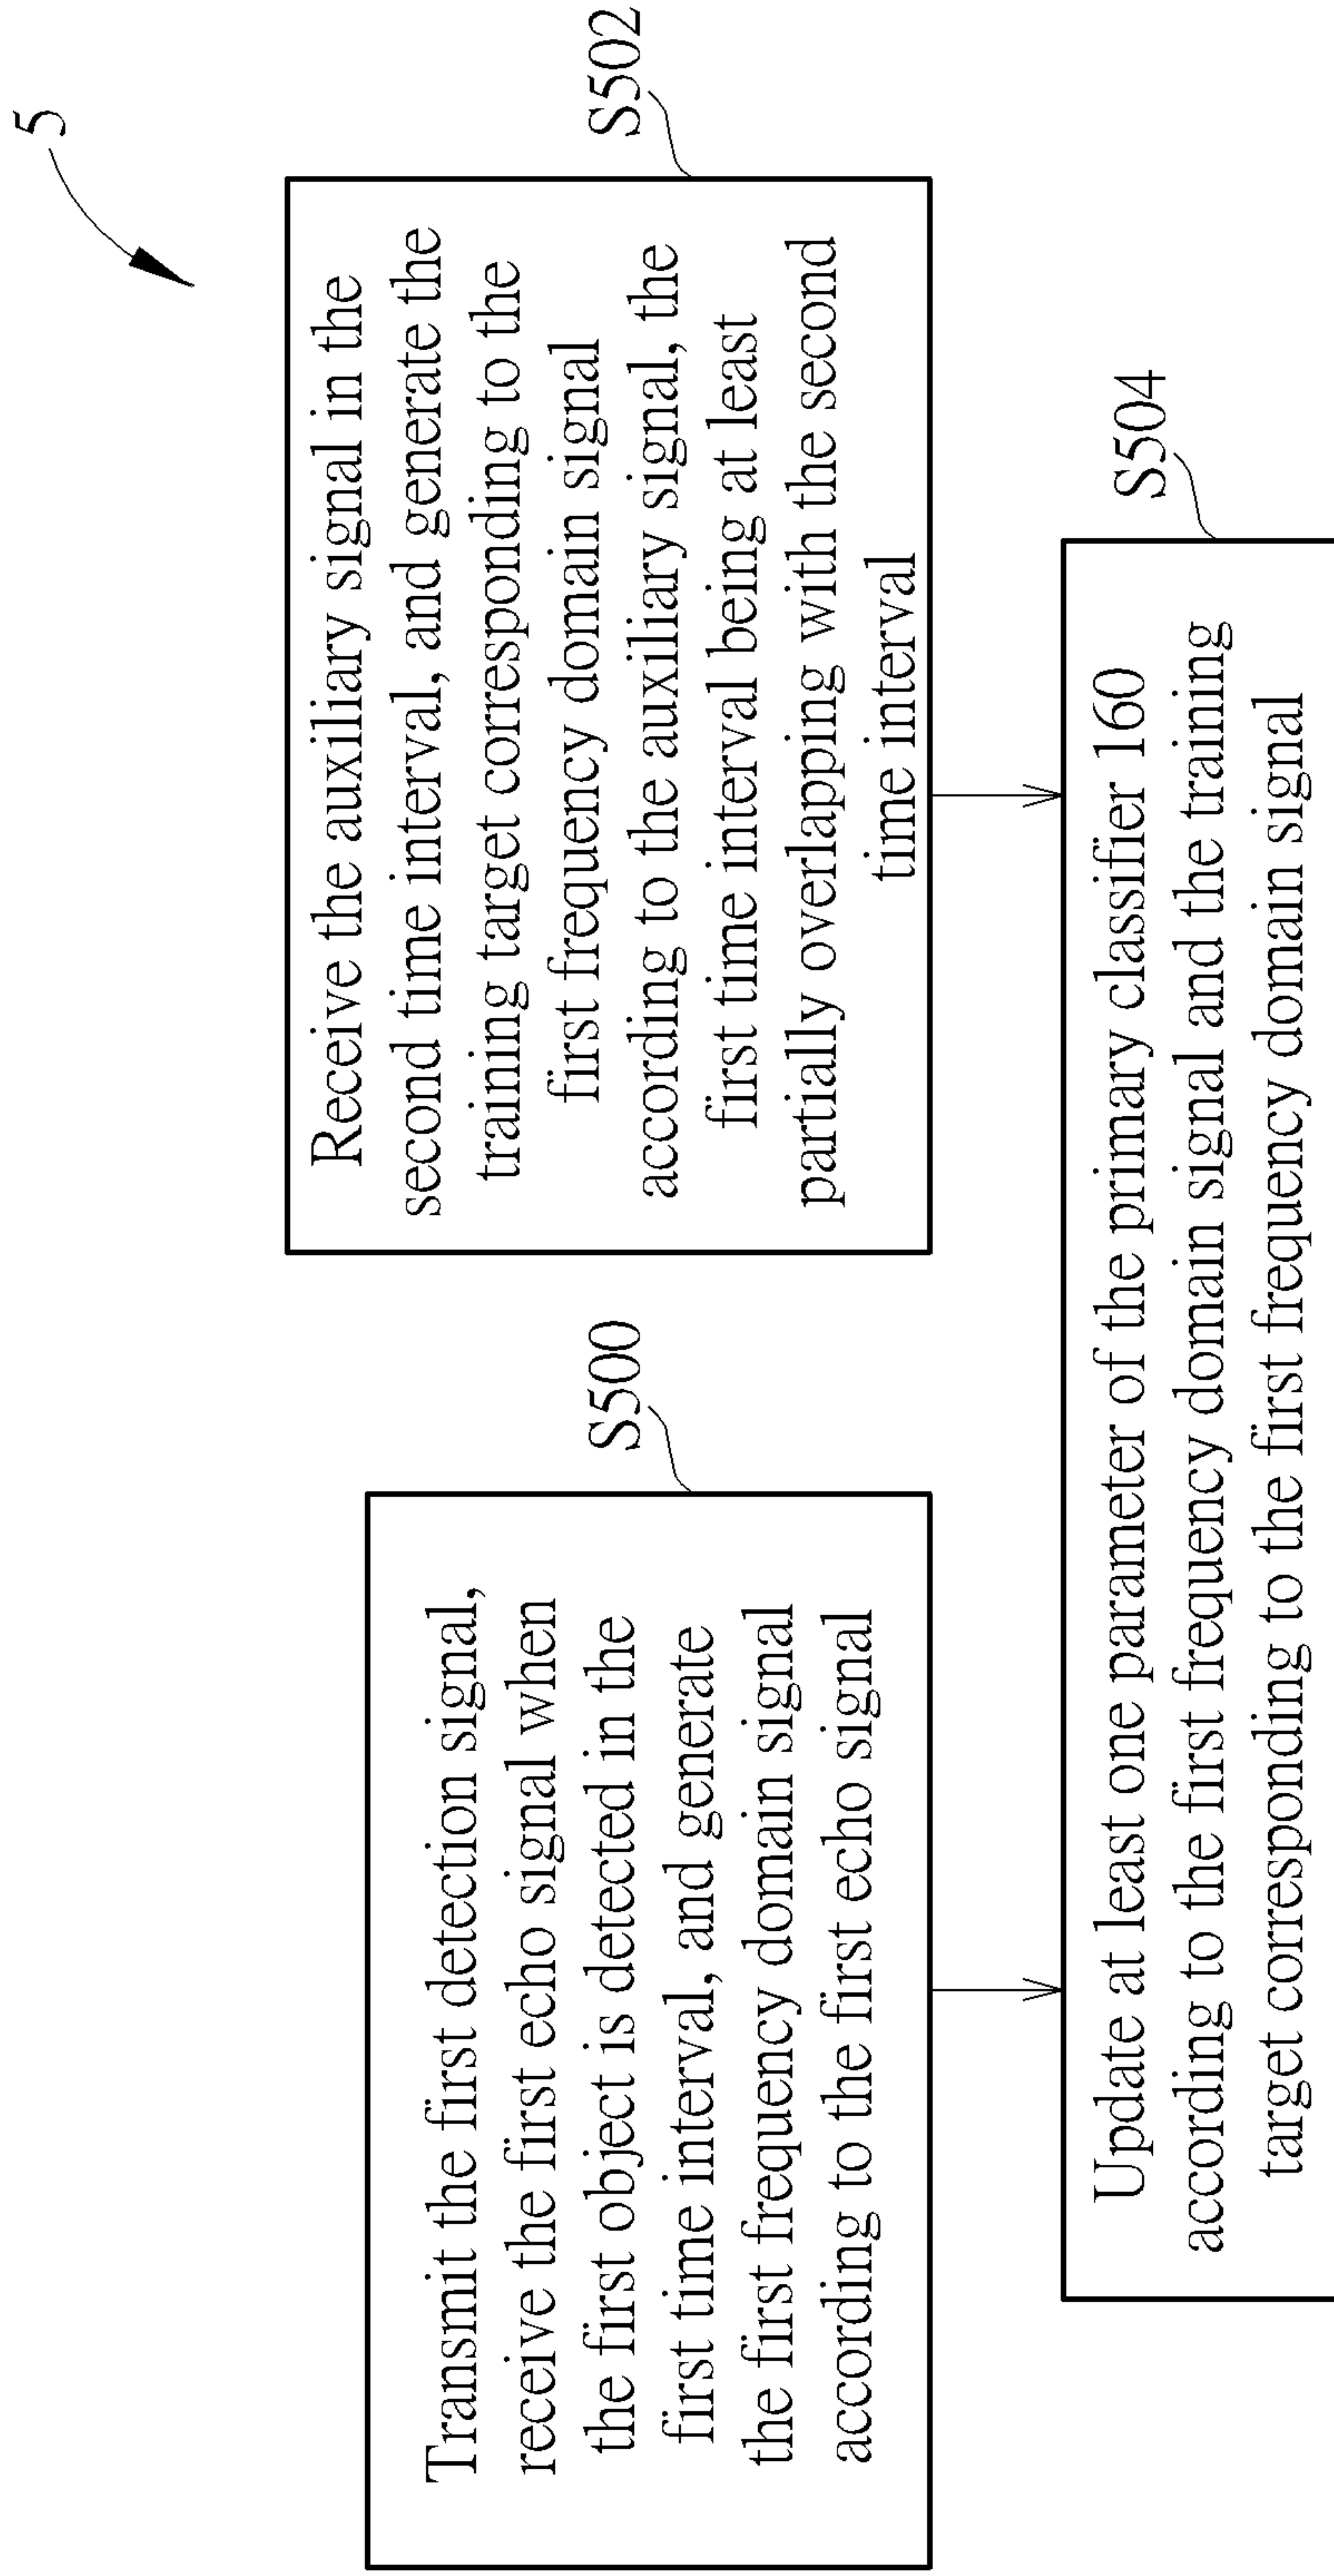 5
S500
Transmit the first detection signal,
receive the first echo signal when
the first object is detected in the
first time interval, and generate
the first frequency domain signal
according to the first echo signal
S502
Receive the auxiliary signal in the
second time interval, and generate the
training target corresponding to the
first frequency domain signal
according to the auxiliary signal, the
first time interval being at least
partially overlapping with the second
time interval
S504
Update at least one parameter of the primary classifier 160
according to the first frequency domain signal and the training
target corresponding to the first frequency domain signal